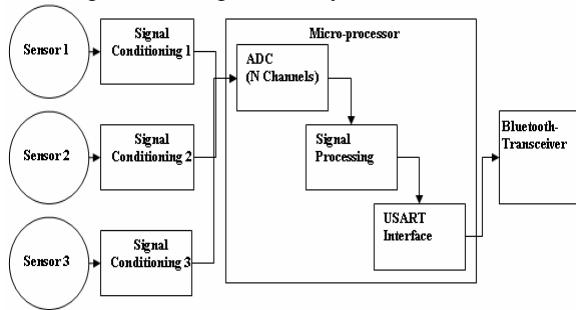 Sensor 1
Signal
Conditioning 1
Sensor 2
Signal
Conditioning 2
Sensor 3
Signal
Conditioning 3
Micro-processor
ADC
(N Channels)
Signal
Processing
USART
Interface
Bluetooth-
Transceiver